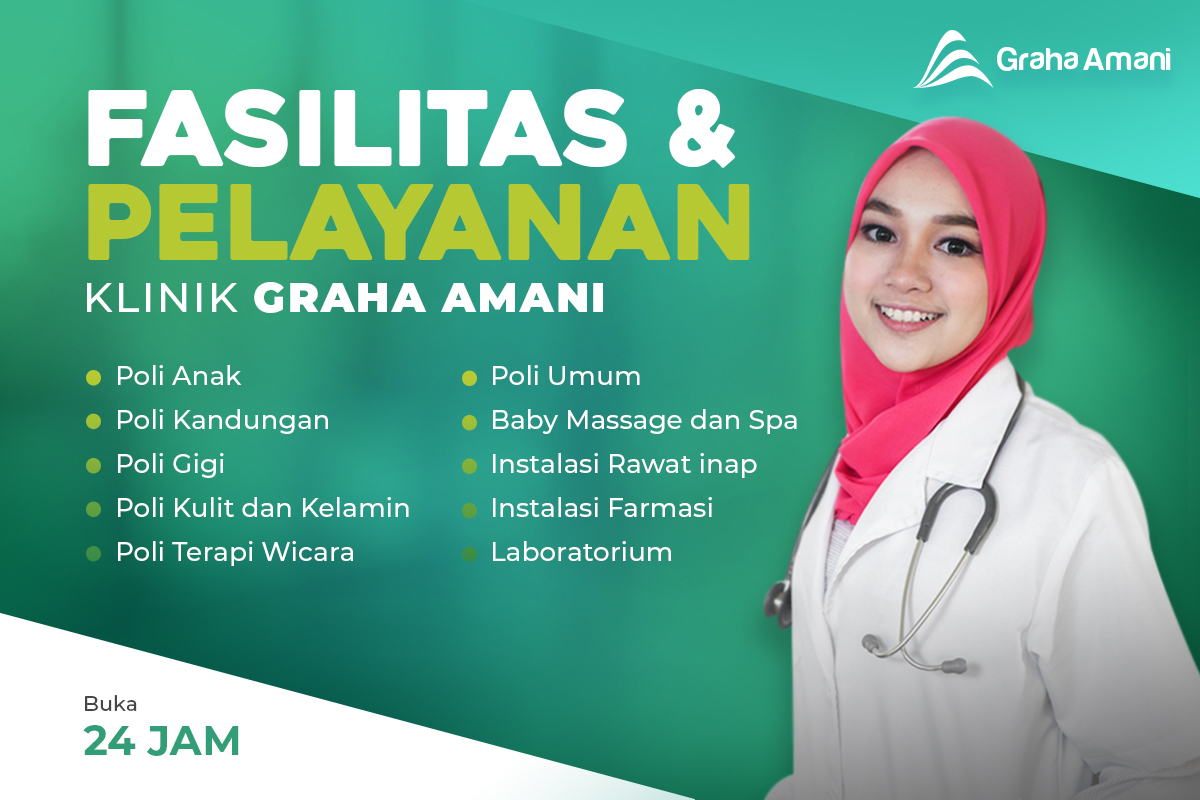 Graha Amani
FASILITAS &
PELAYANAN
KLINIK GRAHA AMANI
Poli Anak
Poli Kandungan
Poli Gigi
Poli Kulit dan Kelamin
Poli Terapi Wicara
Poli Umum
Baby Massage dan Spa
Instalasi Rawat inap
Instalasi Farmasi
Laboratorium
Buka
24 JAM